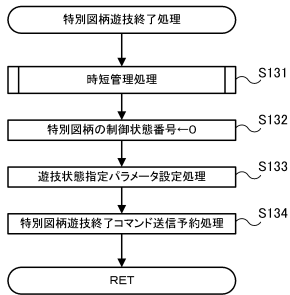 特別図柄遊技終了処理
時短管理処理
S131
特別図柄の制御状態番号←0
S132
遊技状態指定パラメータ設定処理
S133
特別図柄遊技終了コマンド送信予約処理
S134
RET